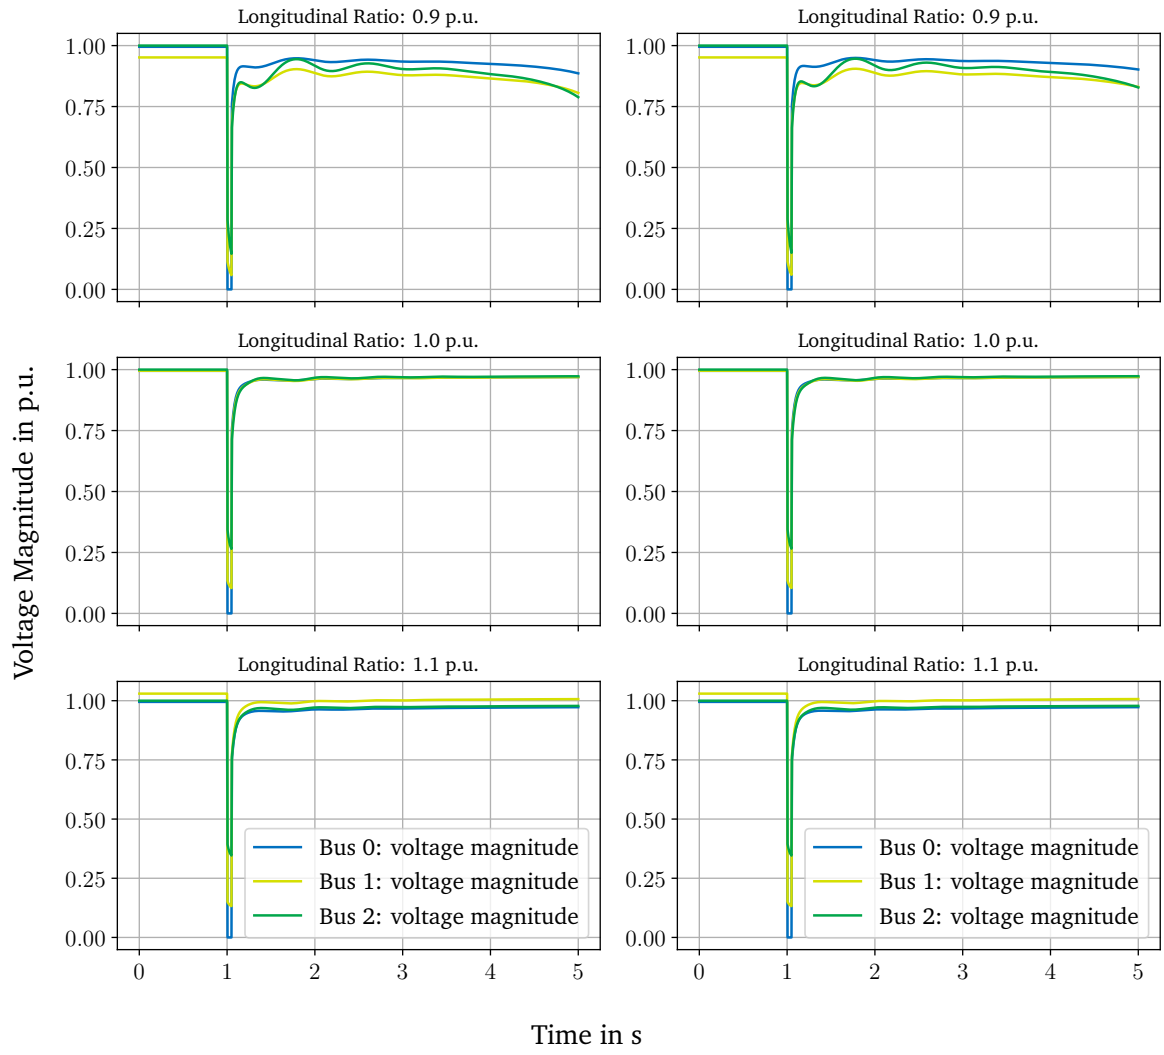 Longitudinal Ratio: 0.9 p.u.
Longitudinal Ratio: 0.9 p.u.
1.00
0.75
0.50
0.25
0.00
1.00
0.75
0.50
0.25
0.00
Longitudinal Ratio: 1.0 p.u.
Longitudinal Ratio: 1.0 p.u.
1.00
0.75
0.50
0.25
0.00
1.00
0.75
0.50
0.25
0.00
Voltage Magnitude in p.u.
Longitudinal Ratio: 1.1 p.u.
Longitudinal Ratio: 1.1 p.u.
1.00
0.75
0.50
0.25
0.00
Bus 0: voltage magnitude
Bus 1: voltage magnitude
Bus 2: voltage magnitude
0 1 2 3 4 5
1.00
0.75
0.50
0.25
0.00
Bus 0: voltage magnitude
Bus 1: voltage magnitude
Bus 2: voltage magnitude
0 1 2 3 4 5
Time in s